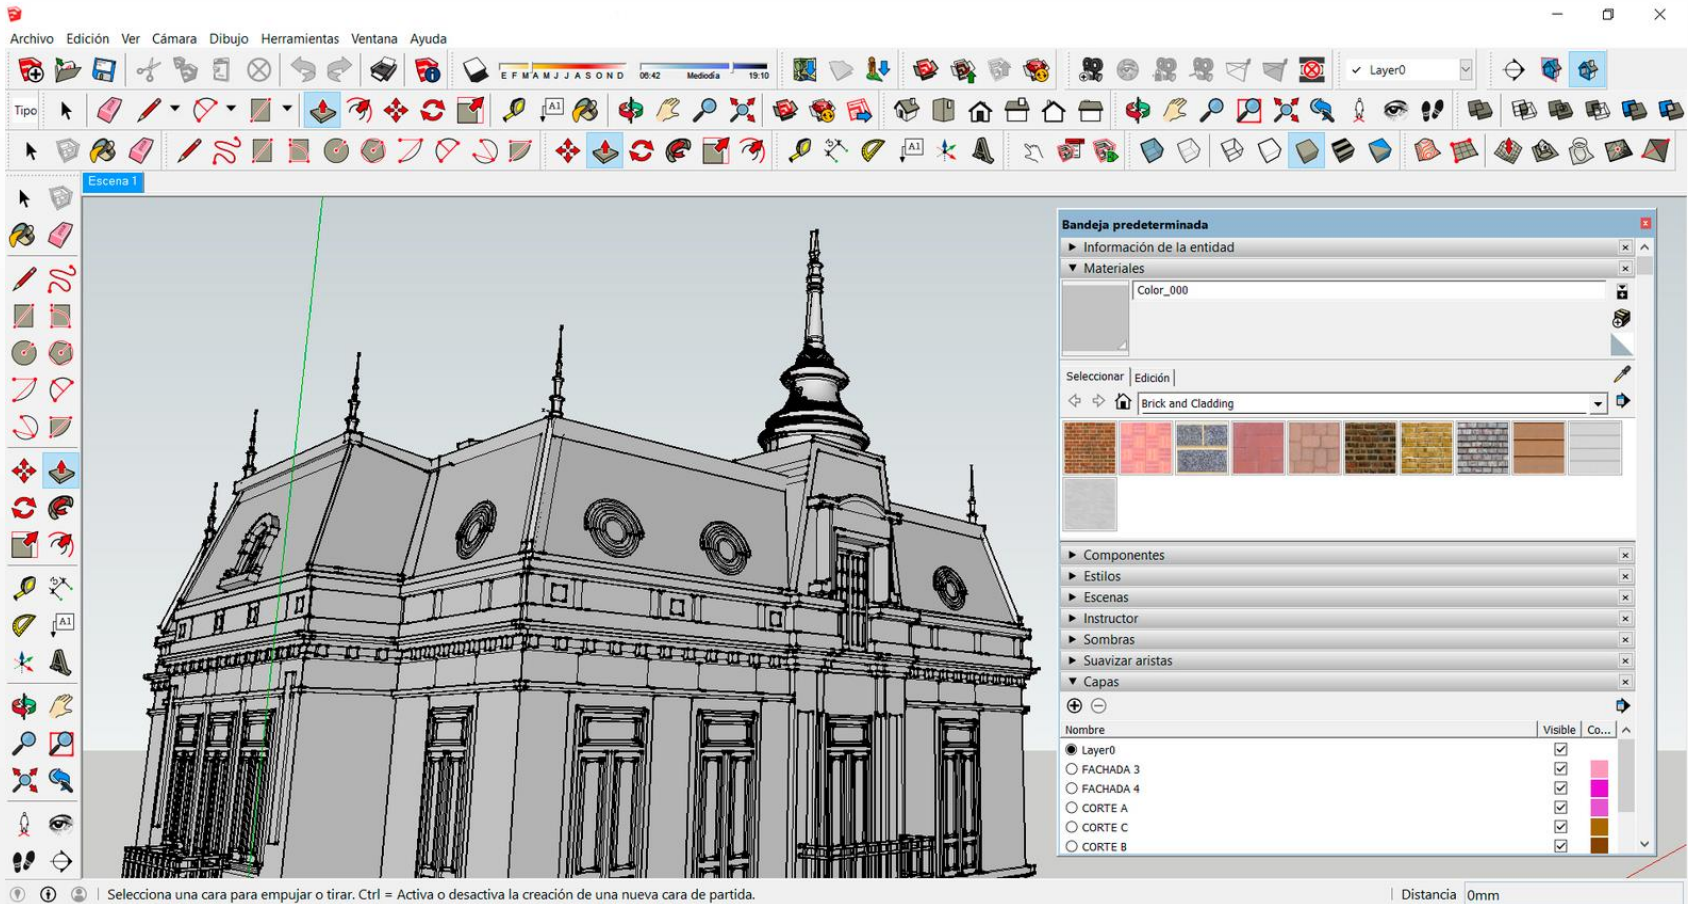 Archivo Edición Ver Cámara Dibujo Herramientas Ventana Ayuda
E F M A M J J A S O N D 06:42 Mediodía 19:10 Layer0
Tipo A1
A1
Escena 1
Bandeja predeterminada
Información de la entidad
Materiales
Color_000
Seleccionar Edición
Brick and Cladding
Componentes
Estilos
Escenas
Instructor
Sombras
Suavizar aristas
Capas
Nombre Visible Co...
Layer0
FACHADA 3
FACHADA 4
CORTE A
CORTE C
CORTE B
A1
Selecciona una cara para empujar o tirar. Ctrl = Activa o desactiva la creación de una nueva cara de partida. Distancia 0mm